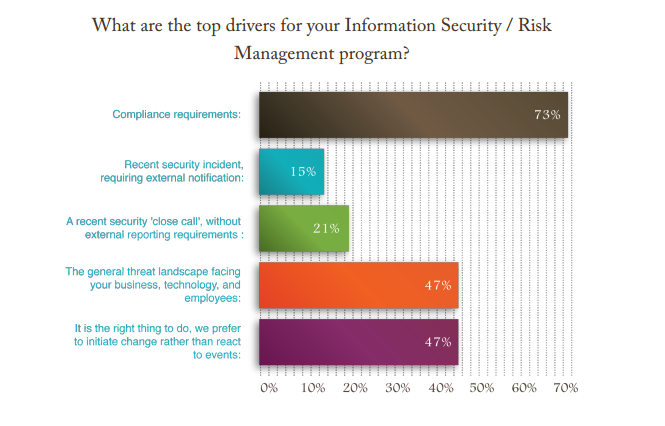 What are the top drivers for your Information Security / Risk
Management program?
Compliance requirements:
73%
Recent security incident,
requiring external notification:
15%
A recent security 'close call', without
external reporting requirements :
21%
The general threat landscape facing
your business, technology, and
employees:
47%
It is the right thing to do, we prefer
to initiate change rather than react
to events:
47%
0% 10% 20% 30% 40% 50% 60% 70%